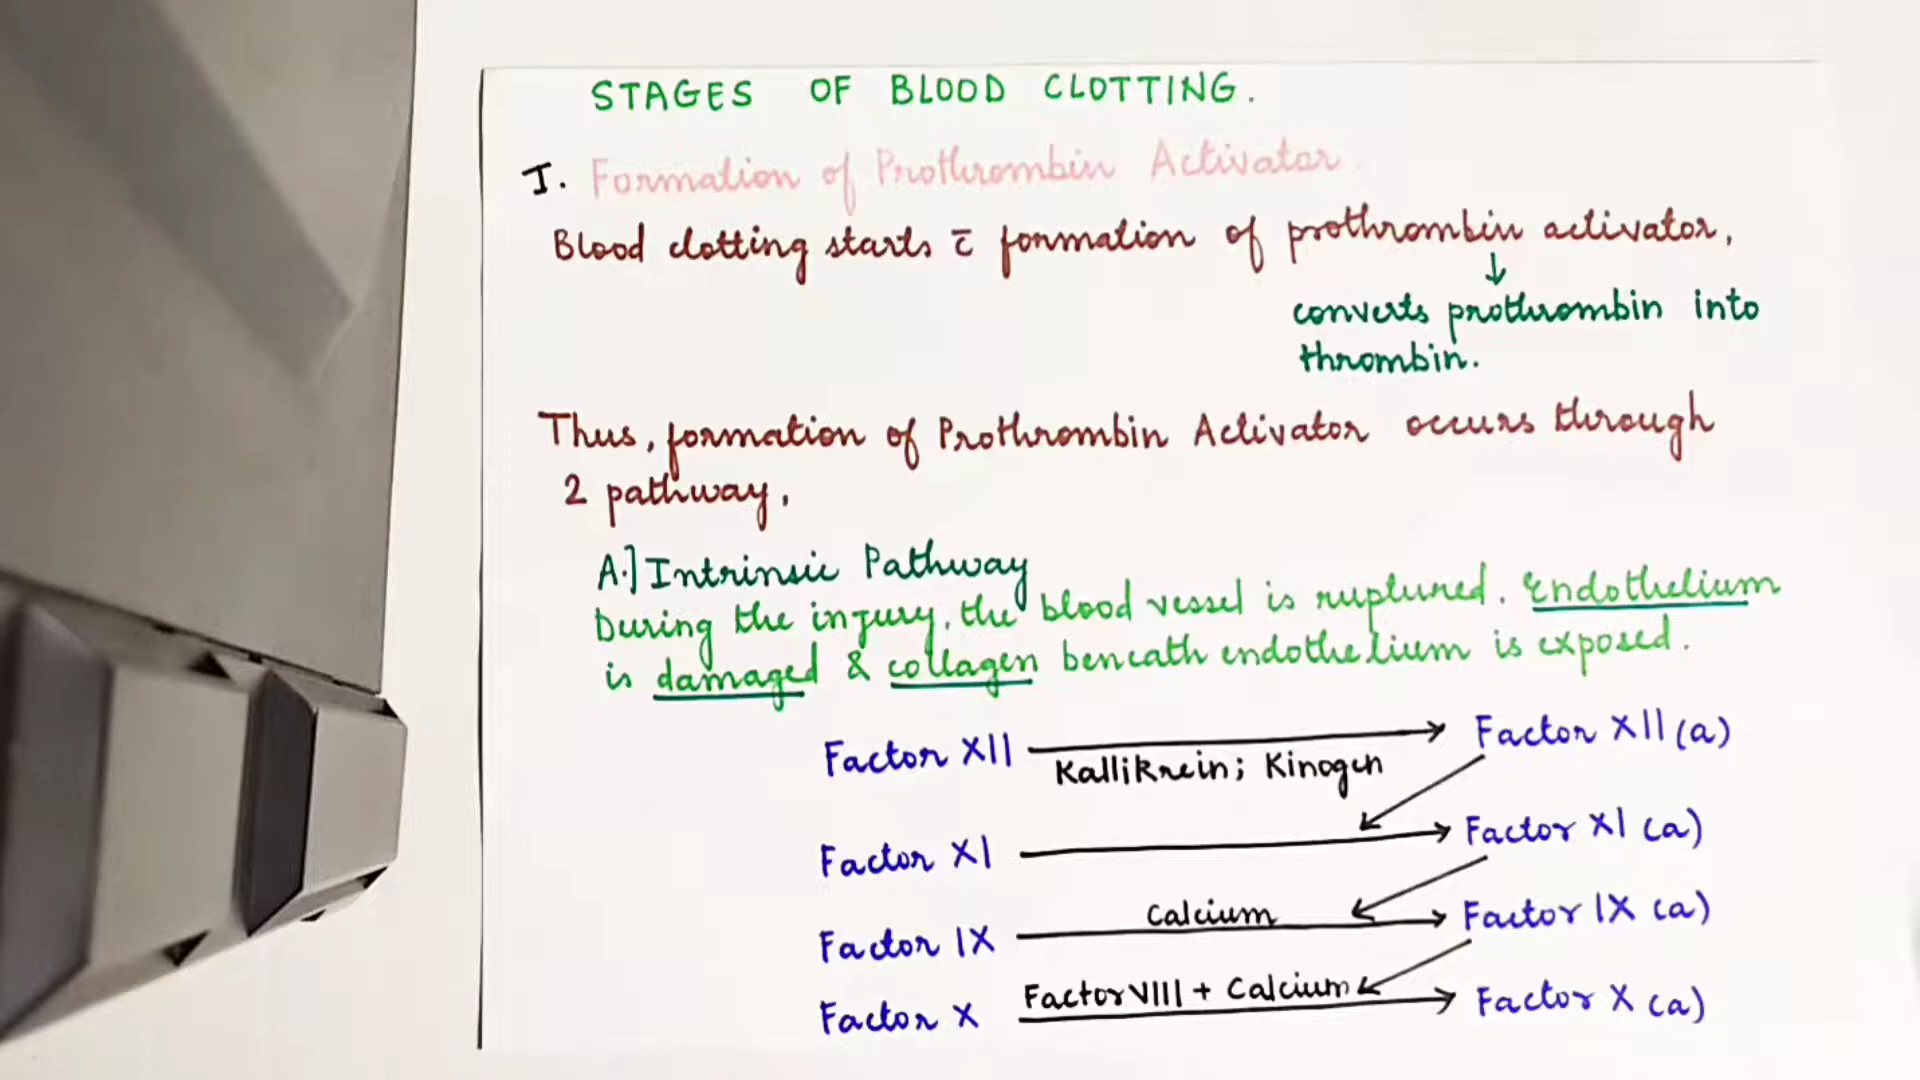 STAGES OF BLOOD CLOTTING.
I. Formation of Prothrombin Activator.
Blood clotting starts c̄ formation of prothrombin activator,
↓
converts prothrombin into
thrombin.
Thus, formation of Prothrombin Activator occurs through
2 pathway,
A.] Intrinsic Pathway
During the injury, the blood vessel is ruptured. Endothelium
is damaged & collagen beneath endothelium is exposed.
Factor XII → Factor XII (a)
Kallikrein; Kinogen
Factor XI → Factor XI (a)
Calcium
Factor IX → Factor IX (a)
Factor VIII + Calcium
Factor X → Factor X (a)